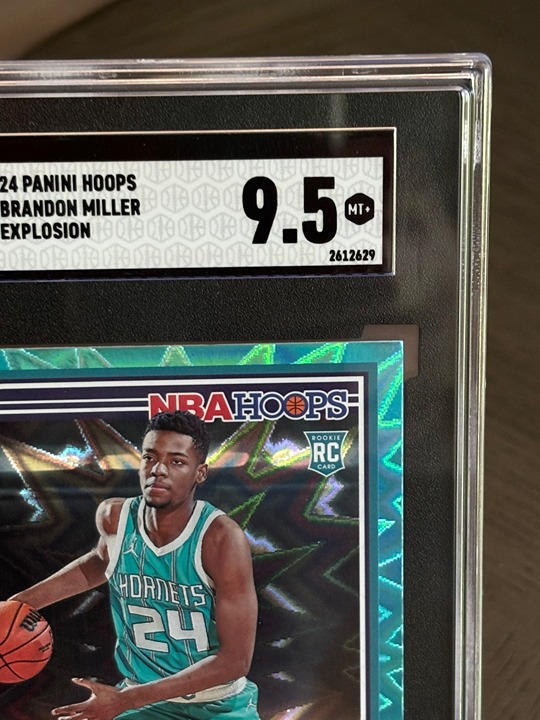 24 PANINI HOOPS
BRANDON MILLER
EXPLOSION
9.5
MT+
2612629
NBA HOOPS
ROOKIE
RC
CARD
HORNETS
24